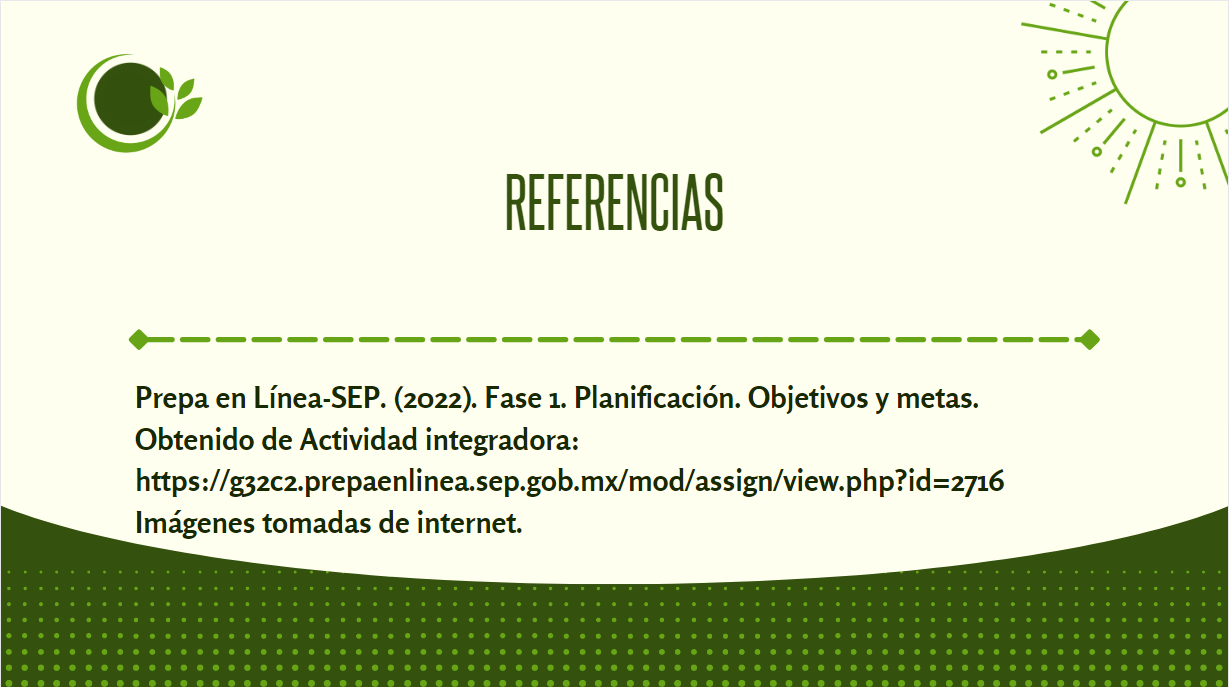 REFERENCIAS
Prepa en Línea-SEP. (2022). Fase 1. Planificación. Objetivos y metas.
Obtenido de Actividad integradora:
https://g32c2.prepaenlinea.sep.gob.mx/mod/assign/view.php?id=2716
Imágenes tomadas de internet.